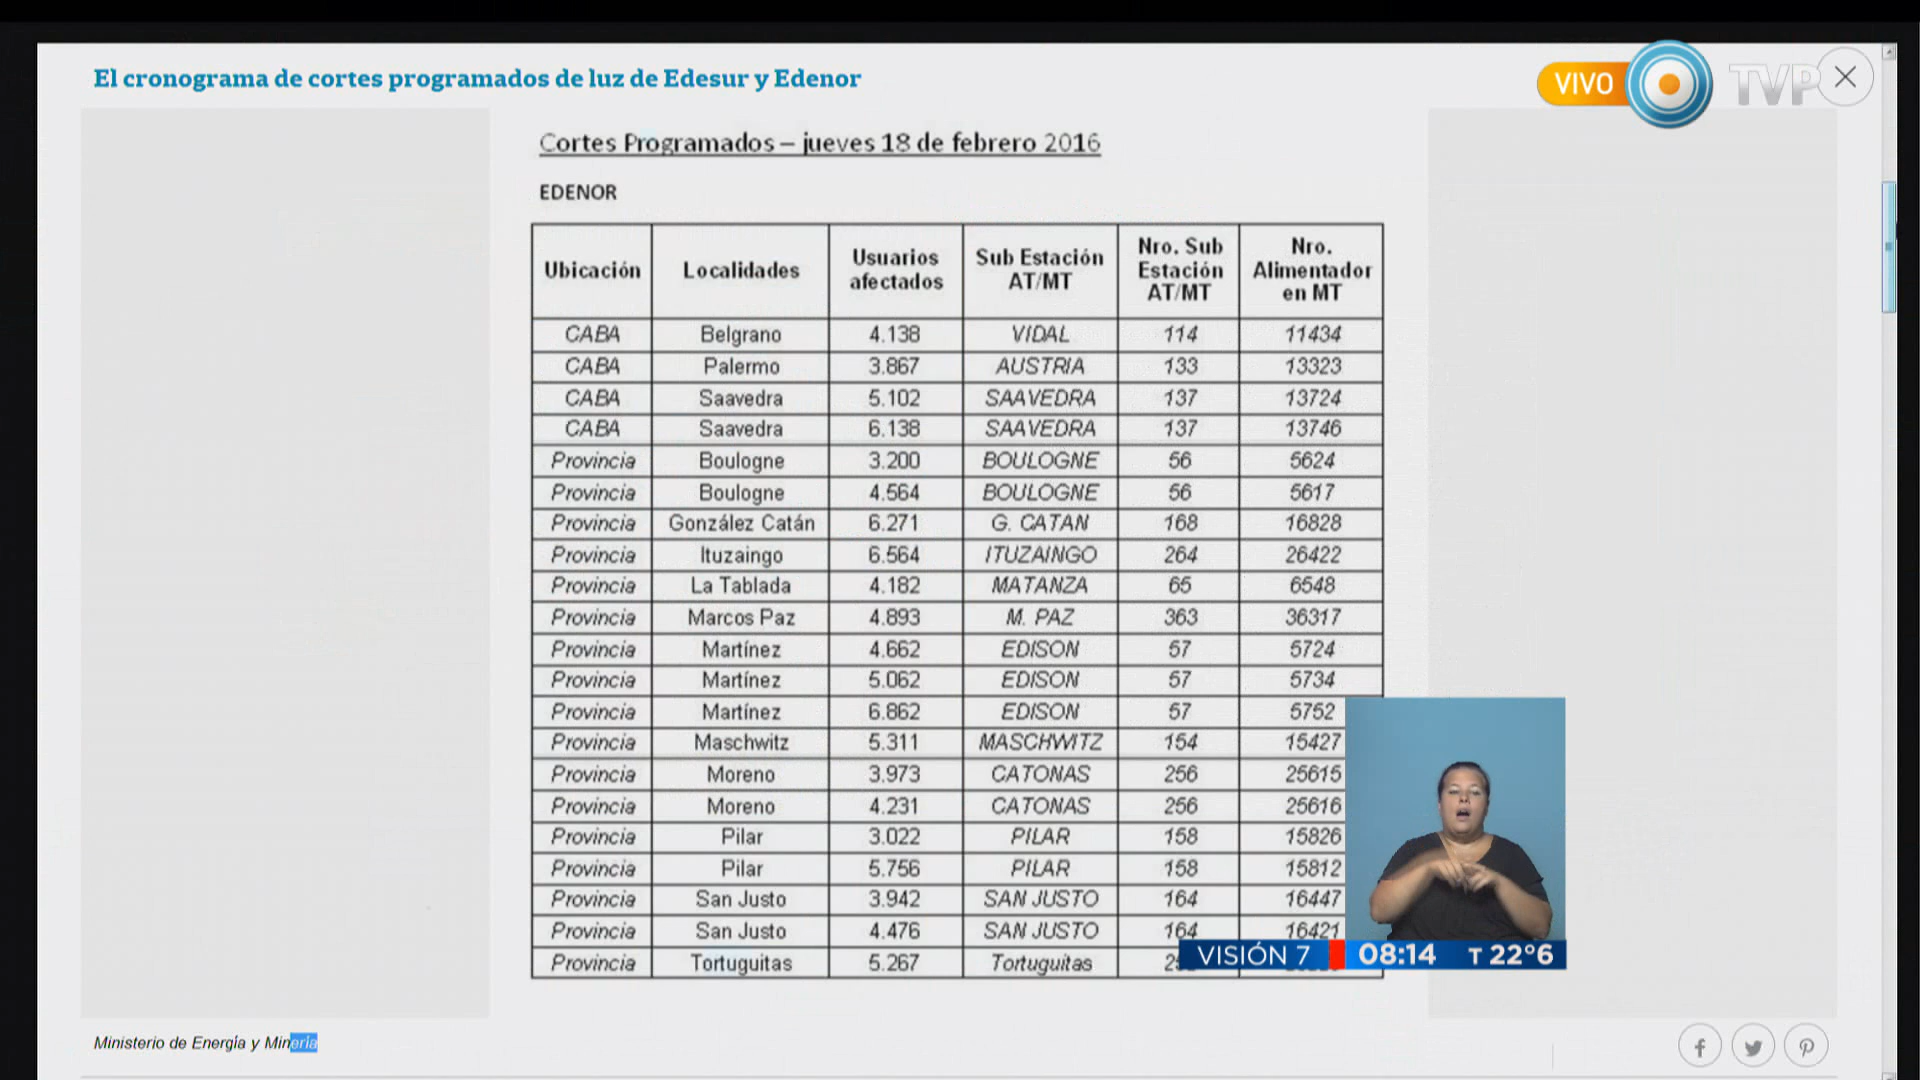 El cronograma de cortes programados de luz de Edesur y Edenor
VIVO
TVP
Cortes Programados – jueves 18 de febrero 2016
EDENOR
Ubicación Localidades Usuarios afectados Sub Estación AT/MT Nro. Sub Estación AT/MT Nro. Alimentador en MT
CABA Belgrano 4.138 VIDAL 114 11434
CABA Palermo 3.867 AUSTRIA 133 13323
CABA Saavedra 5.102 SAAVEDRA 137 13724
CABA Saavedra 6.138 SAAVEDRA 137 13746
Provincia Boulogne 3.200 BOULOGNE 56 5624
Provincia Boulogne 4.564 BOULOGNE 56 5617
Provincia González Catán 6.271 G. CATAN 168 16828
Provincia Ituzaingo 6.564 ITUZAINGO 264 26422
Provincia La Tablada 4.182 MATANZA 65 6548
Provincia Marcos Paz 4.893 M. PAZ 363 36317
Provincia Martínez 4.662 EDISON 57 5724
Provincia Martínez 5.062 EDISON 57 5734
Provincia Martínez 6.862 EDISON 57 5752
Provincia Maschwitz 5.311 MASCHWITZ 154 15427
Provincia Moreno 3.973 CATONAS 256 25615
Provincia Moreno 4.231 CATONAS 256 25616
Provincia Pilar 3.022 PILAR 158 15826
Provincia Pilar 5.756 PILAR 158 15812
Provincia San Justo 3.942 SAN JUSTO 164 16447
Provincia San Justo 4.476 SAN JUSTO 164 16421
Provincia Tortuguitas 5.267 Tortuguitas
VISIÓN 7 08:14 T 22°6
Ministerio de Energía y Minería